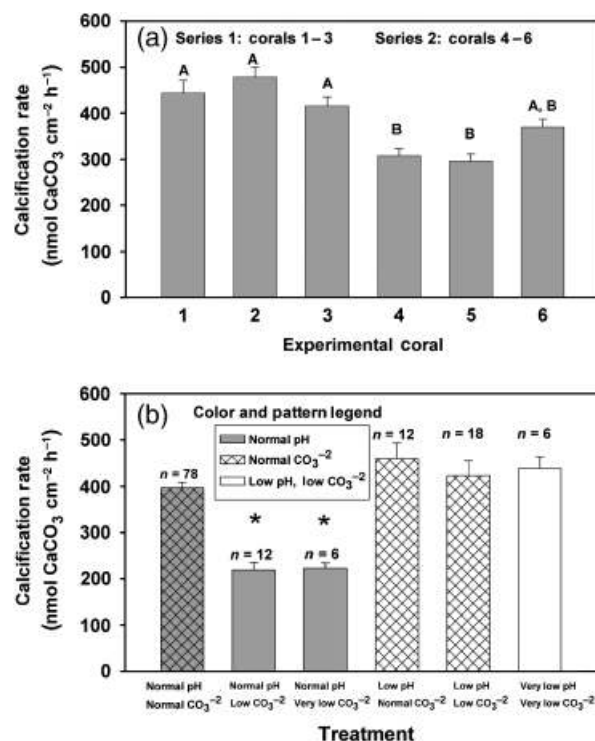 (a) Series 1: corals 1–3 Series 2: corals 4–6
600
500
400
300
200
100
0
Calcification rate
(nmol CaCO₃ cm⁻² h⁻¹)
A A A B B A, B
1 2 3 4 5 6
Experimental coral
(b) Color and pattern legend
Normal pH
Normal CO₃⁻²
Low pH, low CO₃⁻²
600
500
400
300
200
100
0
Calcification rate
(nmol CaCO₃ cm⁻² h⁻¹)
n = 78 n = 12 n = 6 n = 12 n = 18 n = 6
* *
Normal pH Normal pH Normal pH Low pH Low pH Very low pH
Normal CO₃⁻² Low CO₃⁻² Very low CO₃⁻² Normal CO₃⁻² Low CO₃⁻² Very low CO₃⁻²
Treatment